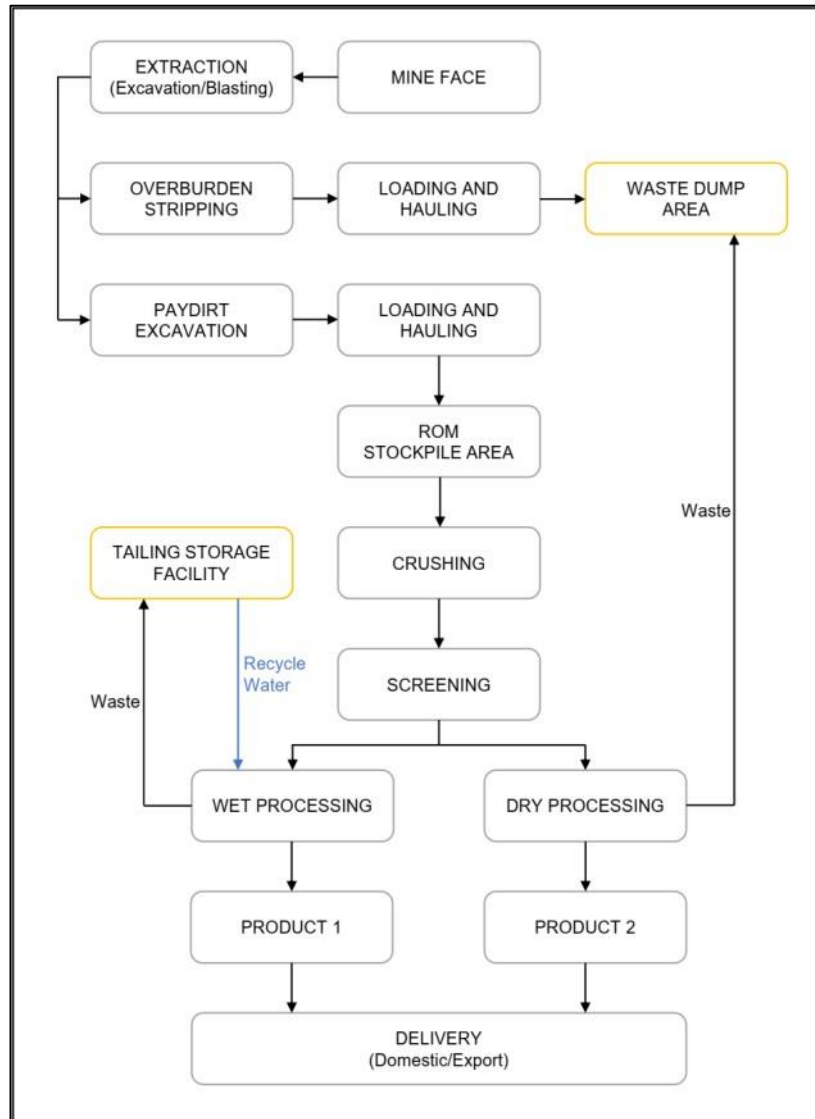 EXTRACTION
(Excavation/Blasting)
MINE FACE
OVERBURDEN
STRIPPING
LOADING AND
HAULING
WASTE DUMP
AREA
PAYDIRT
EXCAVATION
LOADING AND
HAULING
ROM
STOCKPILE AREA
Waste
TAILING STORAGE
FACILITY
CRUSHING
Recycle
Water
Waste
SCREENING
WET PROCESSING
DRY PROCESSING
PRODUCT 1
PRODUCT 2
DELIVERY
(Domestic/Export)